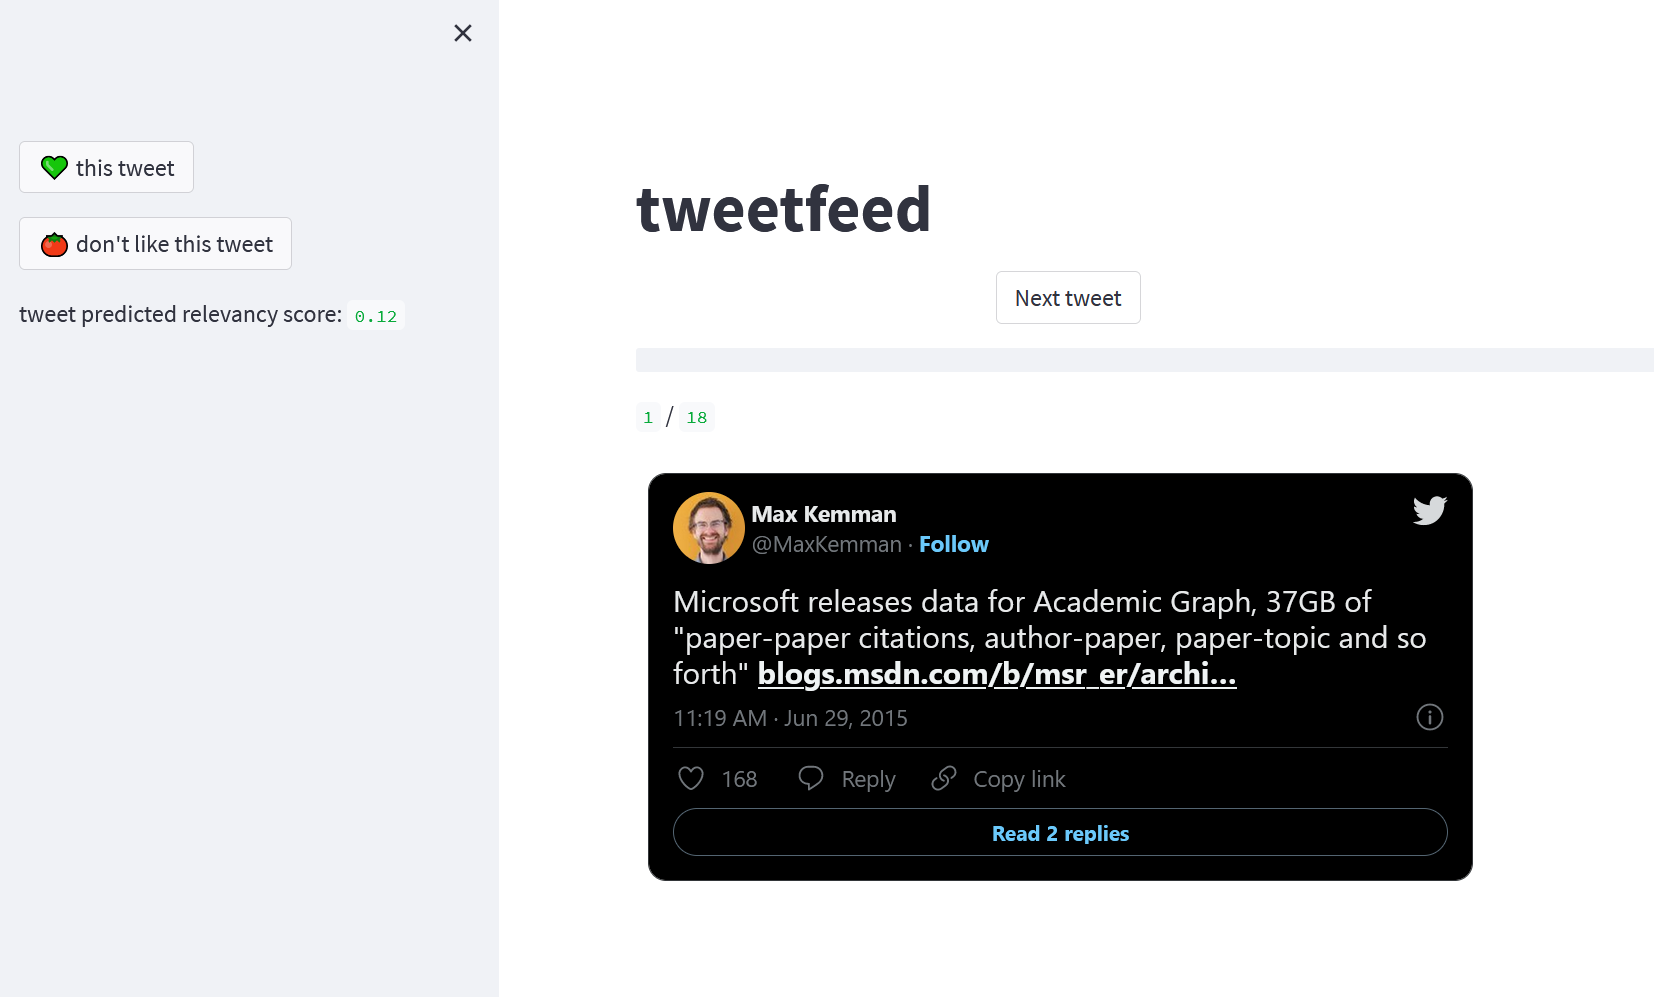 this tweet
don't like this tweet
tweet predicted relevancy score: 0.12
tweetfeed
Next tweet
1 / 18
Max Kemman
@MaxKemman · Follow
Microsoft releases data for Academic Graph, 37GB of
"paper-paper citations, author-paper, paper-topic and so
forth" blogs.msdn.com/b/msr_er/archi…
11:19 AM · Jun 29, 2015
168 Reply Copy link
Read 2 replies